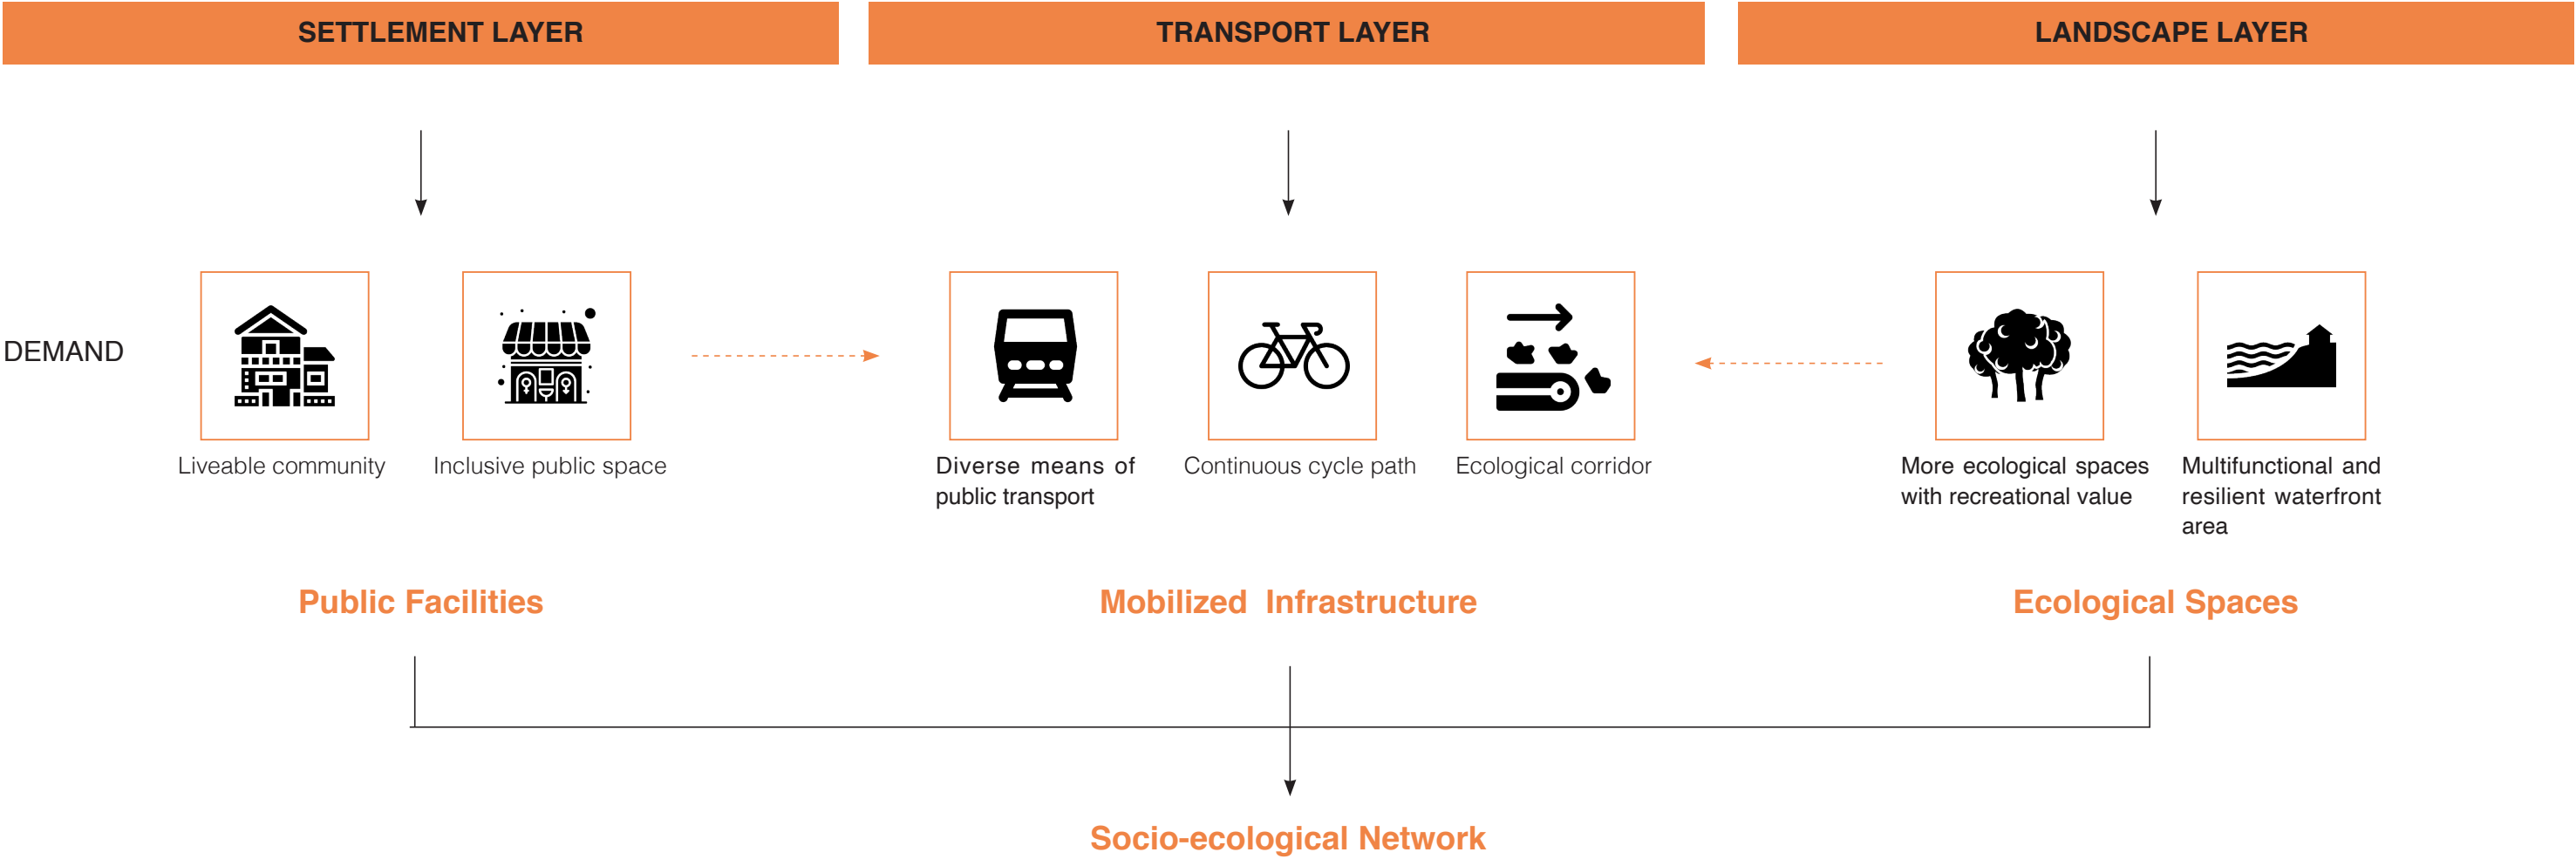 SETTLEMENT LAYER
TRANSPORT LAYER
LANDSCAPE LAYER
DEMAND
Liveable community
Inclusive public space
Diverse means of
public transport
Continuous cycle path
Ecological corridor
More ecological spaces
with recreational value
Multifunctional and
resilient waterfront
area
Public Facilities
Mobilized Infrastructure
Ecological Spaces
Socio-ecological Network